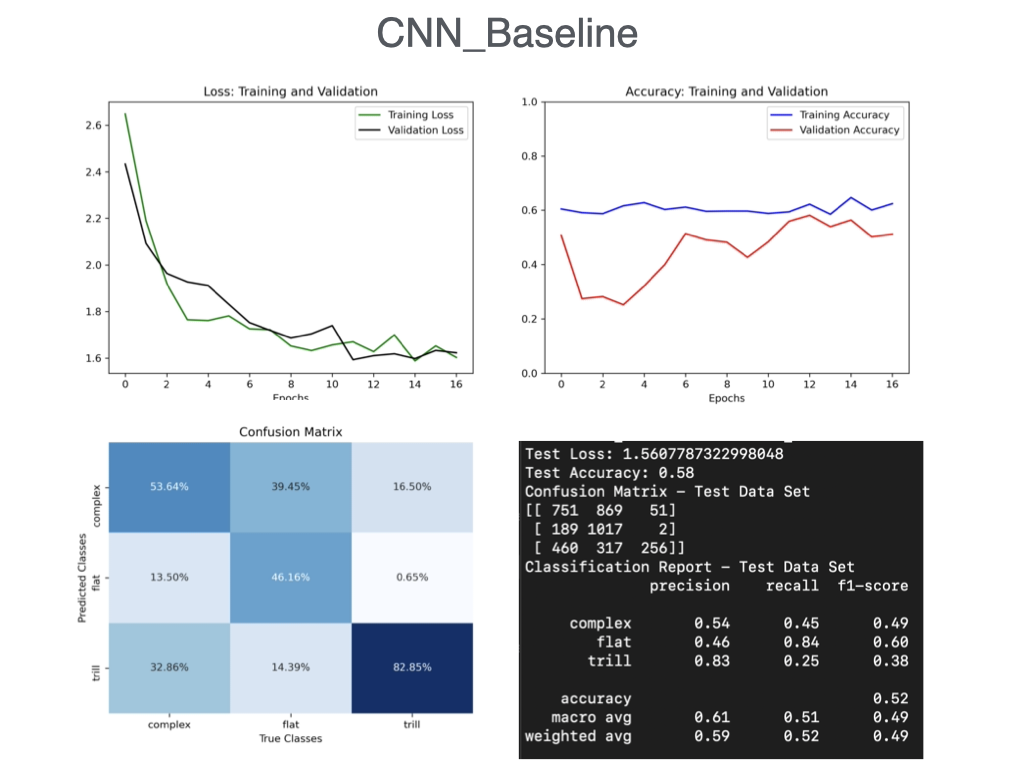 CNN_Baseline
Loss: Training and Validation
Training Loss
Validation Loss
2.6
2.4
2.2
2.0
1.8
1.6
0 2 4 6 8 10 12 14 16
Epochs
Accuracy: Training and Validation
Training Accuracy
Validation Accuracy
1.0
0.8
0.6
0.4
0.2
0.0
0 2 4 6 8 10 12 14 16
Epochs
Confusion Matrix
Predicted Classes
complex
53.64% 39.45% 16.50%
flat
13.50% 46.16% 0.65%
trill
32.86% 14.39% 82.85%
complex flat trill
True Classes
Test Loss: 1.5607787322998048
Test Accuracy: 0.58
Confusion Matrix – Test Data Set
[[ 751 869 51]
[ 189 1017 2]
[ 460 317 256]]
Classification Report – Test Data Set
precision recall f1–score
complex 0.54 0.45 0.49
flat 0.46 0.84 0.60
trill 0.83 0.25 0.38
accuracy 0.52
macro avg 0.61 0.51 0.49
weighted avg 0.59 0.52 0.49